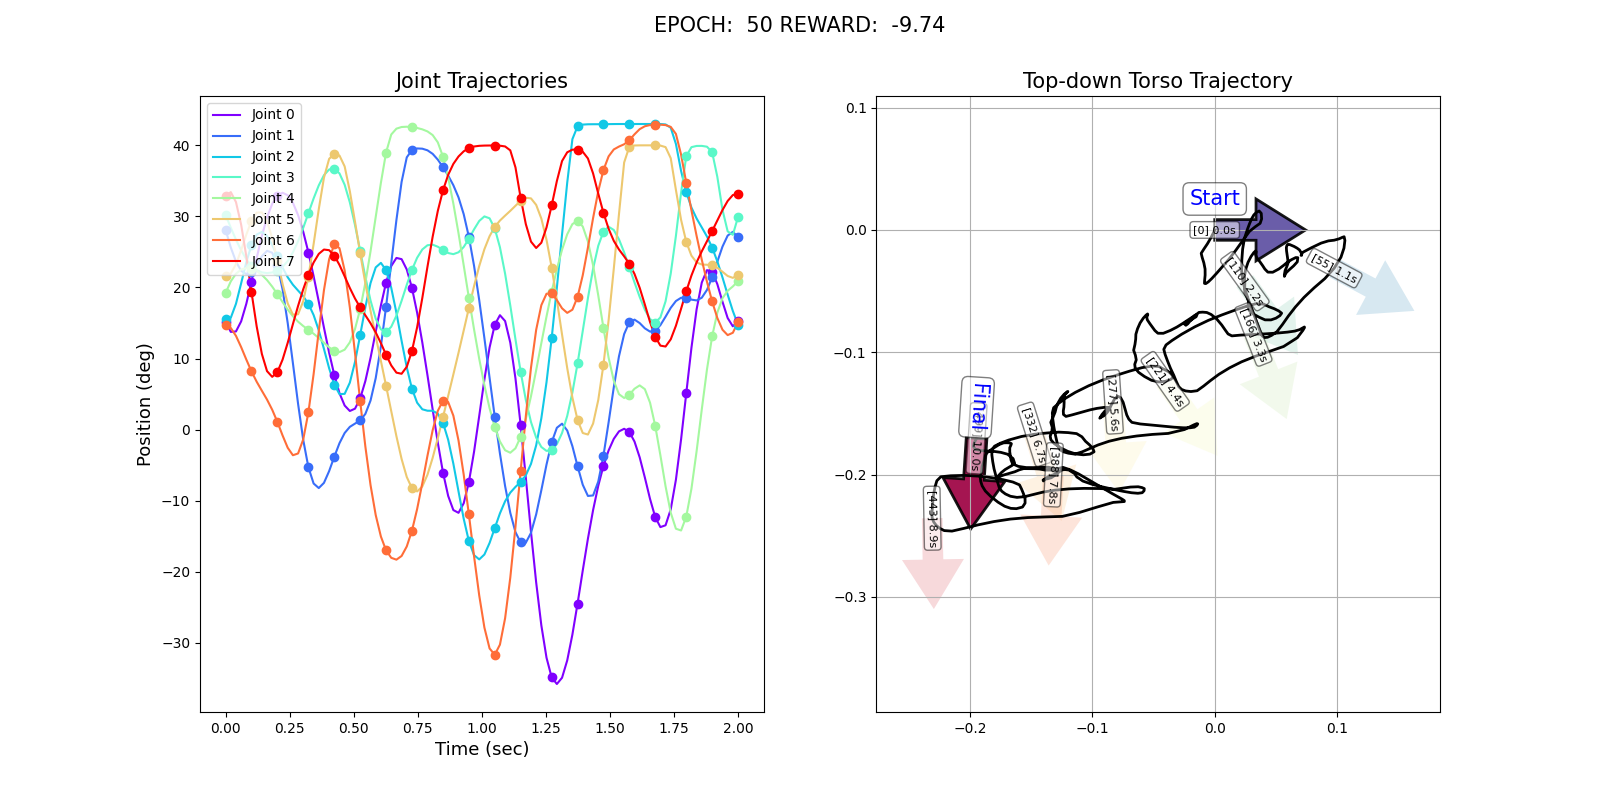 EPOCH:  50 REWARD:  -9.74
Joint Trajectories
Joint 0
Joint 1
Joint 2
Joint 3
Joint 4
Joint 5
Joint 6
Joint 7
40
30
20
10
0
−10
−20
−30
Position (deg)
0.00
0.25
0.50
0.75
1.00
1.25
1.50
1.75
2.00
Time (sec)
Top-down Torso Trajectory
0.1
0.0
−0.1
−0.2
−0.3
Start
[0] 0.0s
[55] 1.1s
[110] 2.2s
[166] 3.3s
[221] 4.4s
[277] 5.6s
[332] 6.7s
[388] 7.8s
[443] 8.9s
Final
10.0s
−0.2
−0.1
0.0
0.1